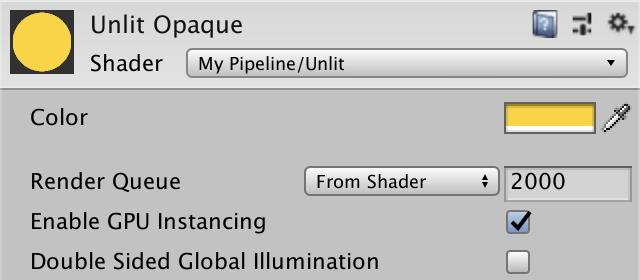 Unlit Opaque
Shader My Pipeline/Unlit
Color
Render Queue From Shader 2000
Enable GPU Instancing
Double Sided Global Illumination